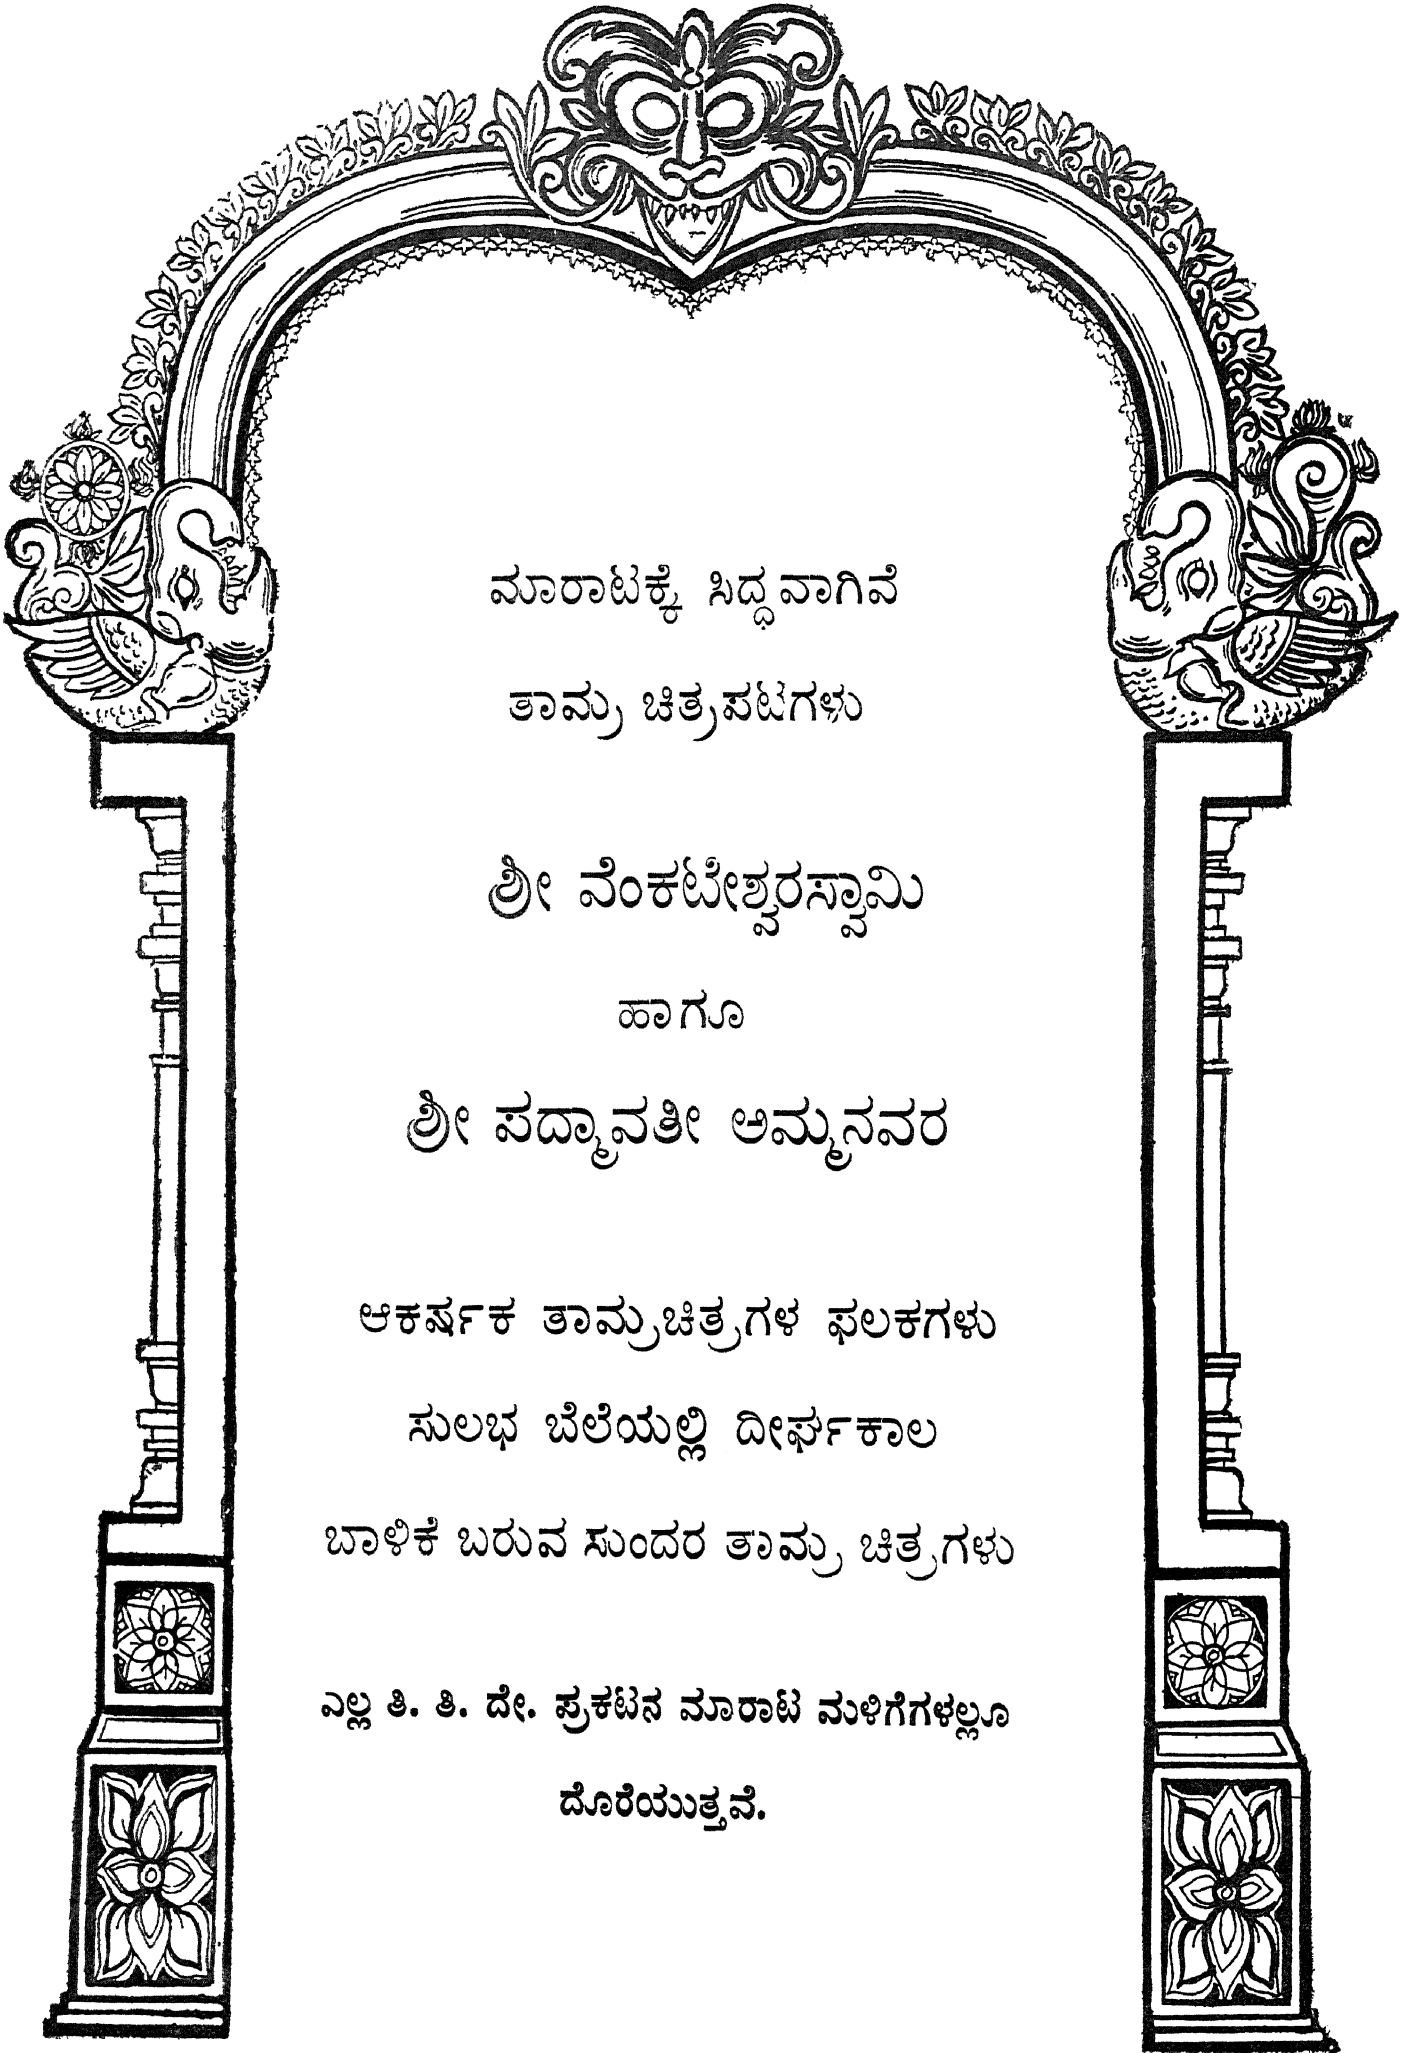 ಮಾರಾಟಕ್ಕೆ ಸಿದ್ಧವಾಗಿವೆ
ತಾಮ್ರ ಚಿತ್ರಪಟಗಳು
ಶ್ರೀ ವೆಂಕಟೇಶ್ವರಸ್ವಾಮಿ
ಹಾಗೂ
ಶ್ರೀ ಪದ್ಮಾವತೀ ಅಮ್ಮನವರ
ಆಕರ್ಷಕ ತಾಮ್ರಚಿತ್ರಗಳ ಫಲಕಗಳು
ಸುಲಭ ಬೆಲೆಯಲ್ಲಿ ದೀರ್ಘಕಾಲ
ಬಾಳಿಕೆ ಬರುವ ಸುಂದರ ತಾಮ್ರ ಚಿತ್ರಗಳು
ಎಲ್ಲ ತಿ. ತಿ. ದೇ. ಪ್ರಕಟನ ಮಾರಾಟ ಮಳಿಗೆಗಳಲ್ಲೂ
ದೊರೆಯುತ್ತವೆ.